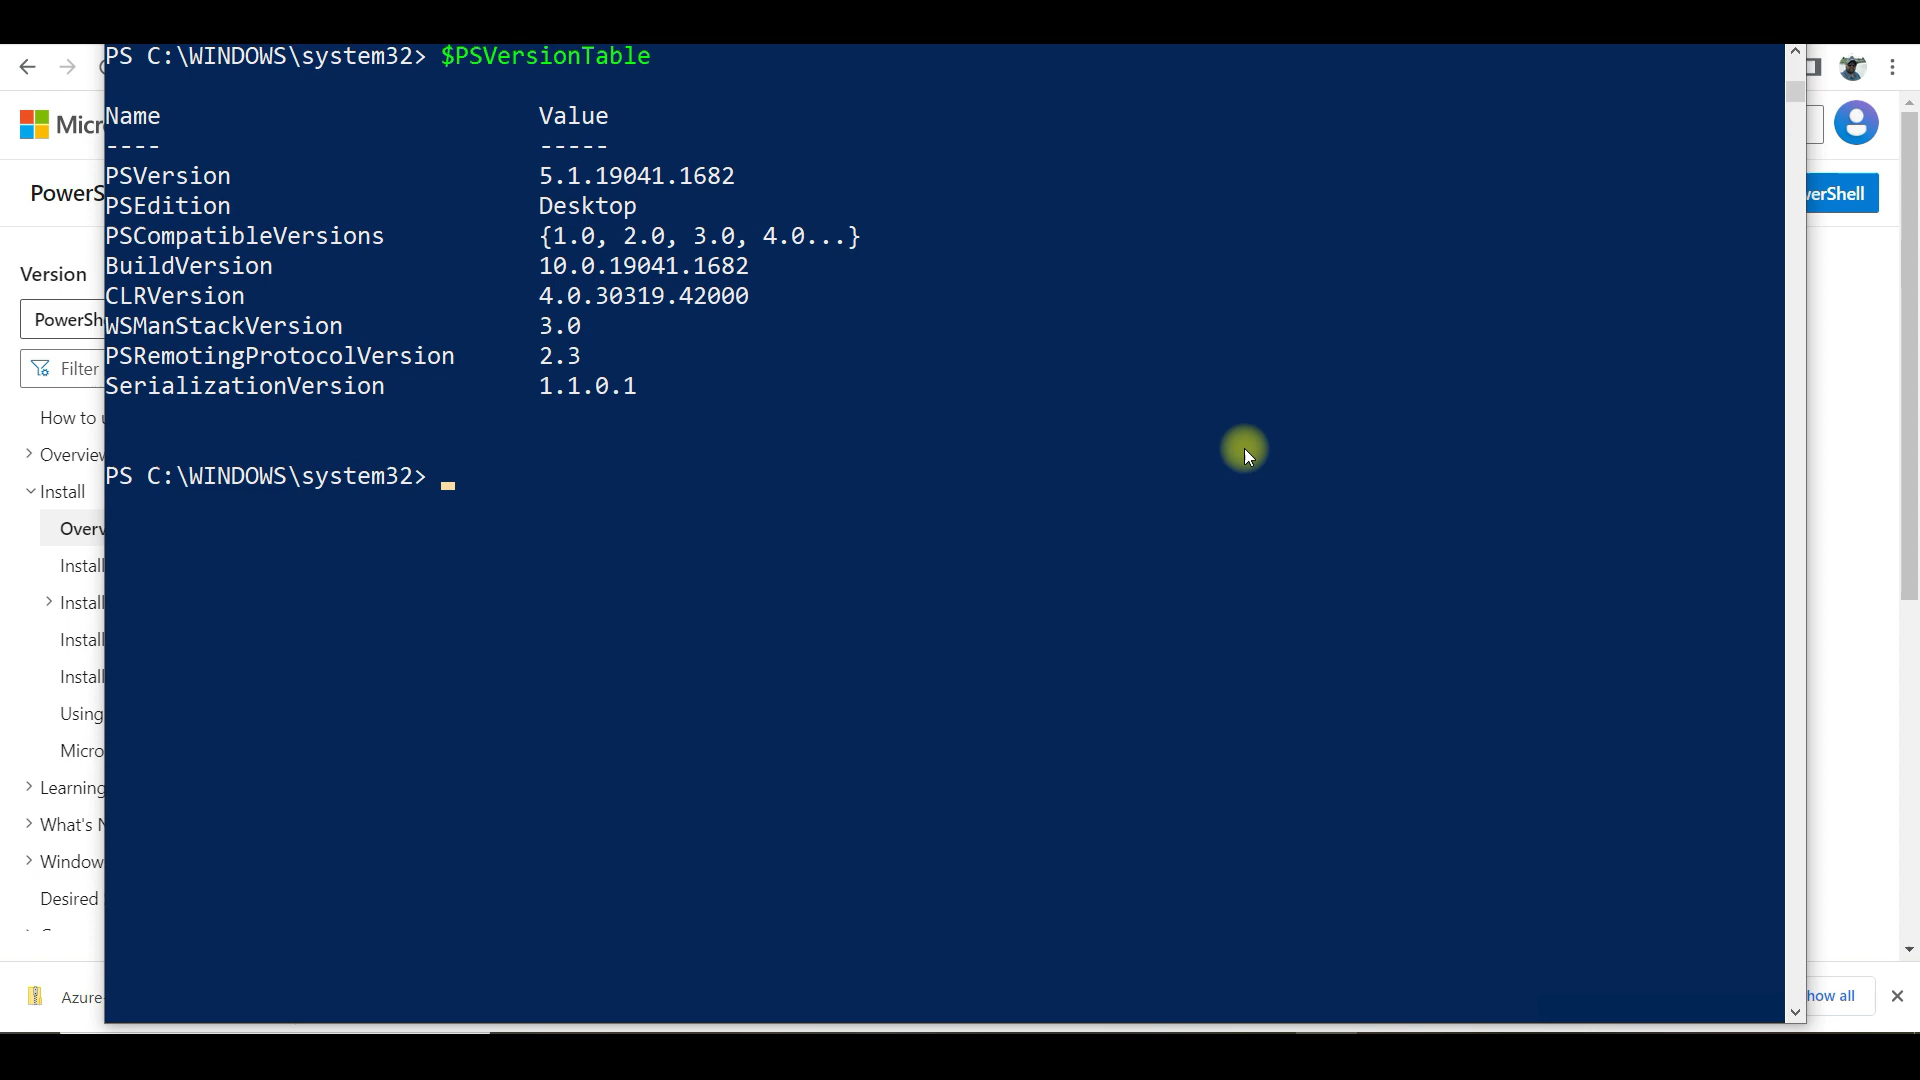 PS C:\WINDOWS\system32> $PSVersionTable
Name Value
---- -----
PSVersion 5.1.19041.1682
PSEdition Desktop
PSCompatibleVersions {1.0, 2.0, 3.0, 4.0...}
BuildVersion 10.0.19041.1682
CLRVersion 4.0.30319.42000
WSManStackVersion 3.0
PSRemotingProtocolVersion 2.3
SerializationVersion 1.1.0.1
PS C:\WINDOWS\system32>
Micr
PowerS
Version
PowerSh
Filter
How to
Overview
Install
Overv
Install
Install
Install
Install
Using
Micro
Learning
What's N
Window
Desired
Azure-
erShell
how all